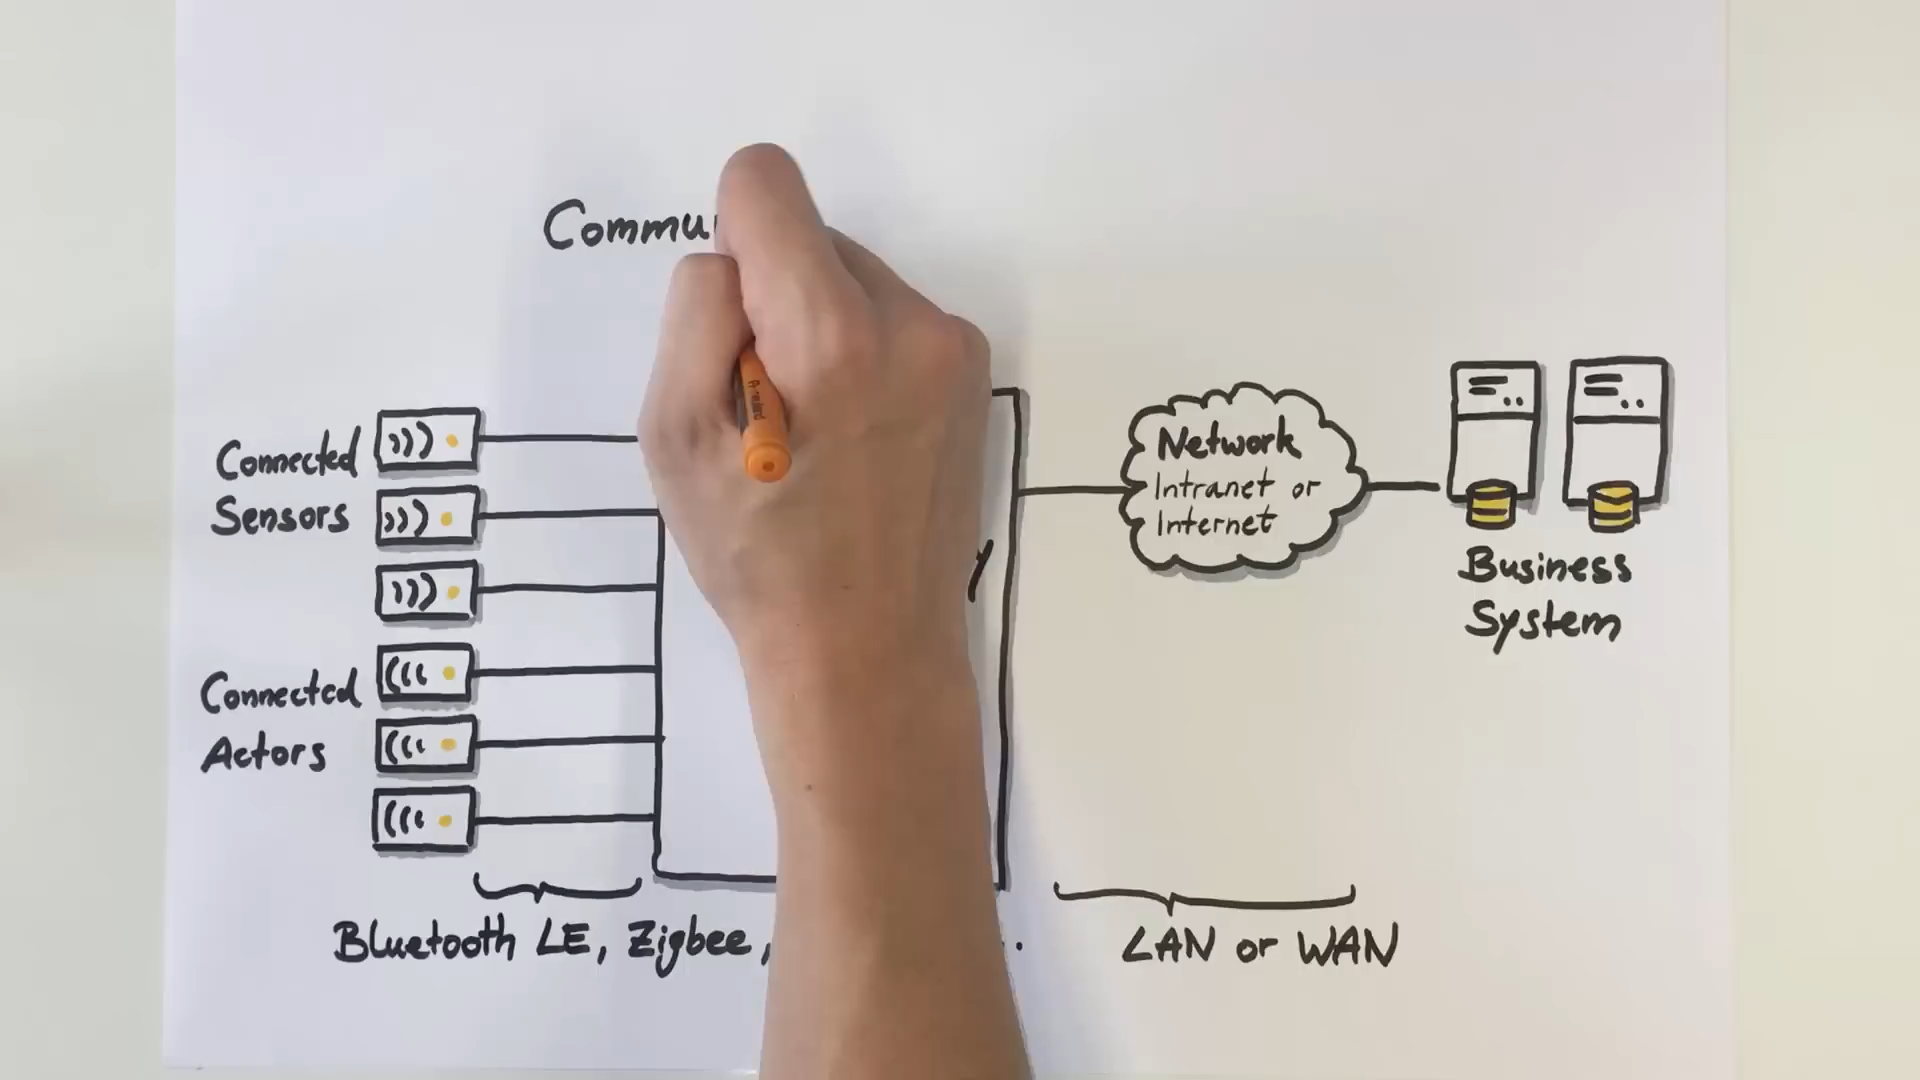 Commu
Connected
Sensors
Network
Intranet or
Internet
Business
System
Connected
Actors
Bluetooth LE, Zigbee,
LAN or WAN